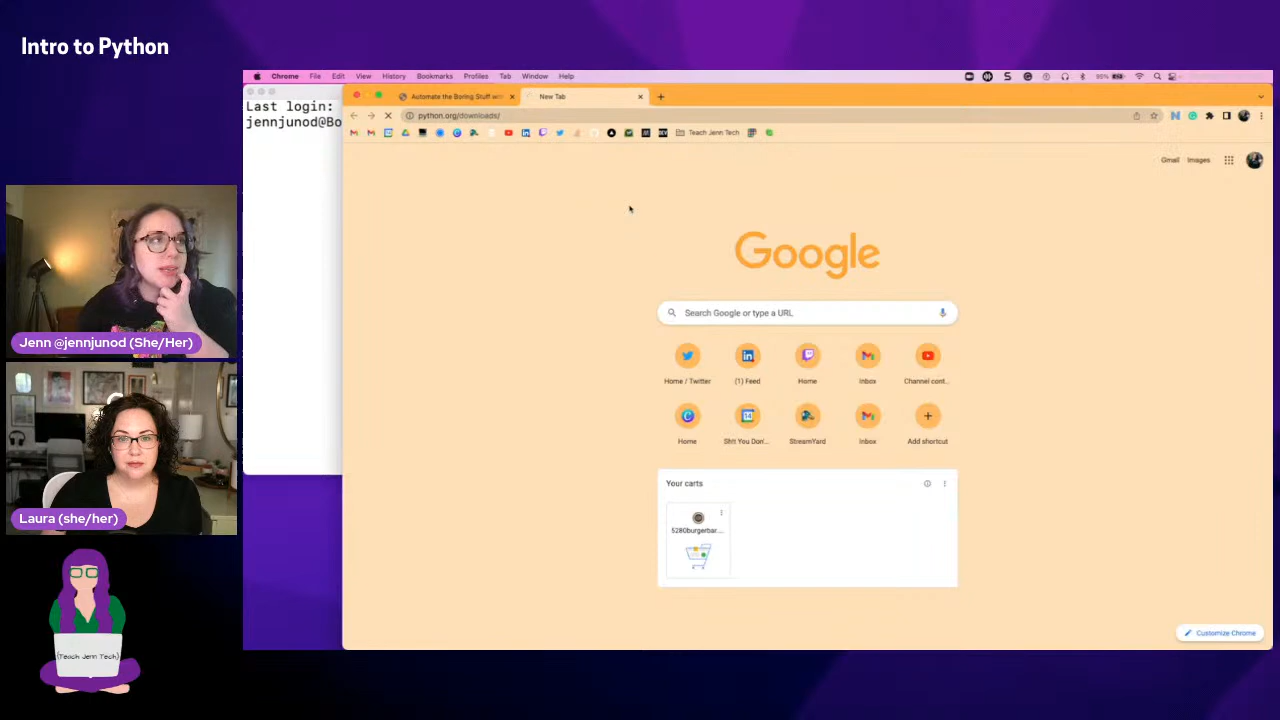 Intro to Python
Chrome File Edit View History Bookmarks Profiles Tab Window Help
90%
Last login:
jennjunod@Bo
Automate the Boring Stuff with
New Tab
python.org/downloads/
Teach Jenn Tech
Gmail Images
Google
Search Google or type a URL
Home / Twitter (1) Feed Home Inbox Channel cont...
14
Home Sh!t You Don'... StreamYard Inbox Add shortcut
Your carts
5280burgerbar....
Customize Chrome
Jenn @jennjunod (She/Her)
Laura (she/her)
{Teach Jenn Tech}